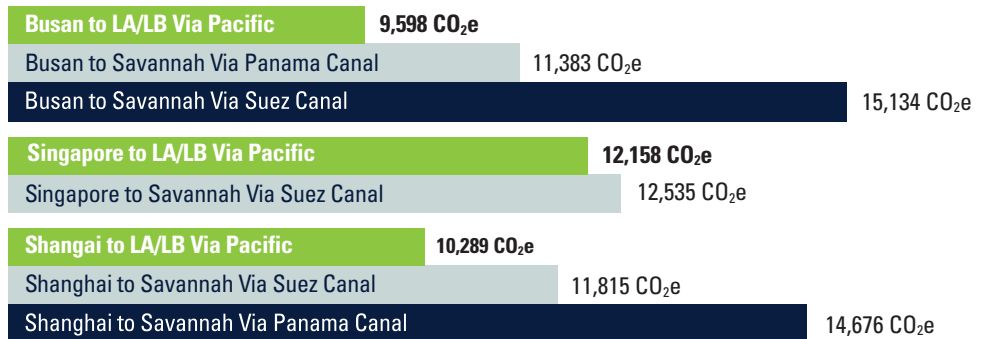 Busan to LA/LB Via Pacific 9,598 CO₂e
Busan to Savannah Via Panama Canal 11,383 CO₂e
Busan to Savannah Via Suez Canal 15,134 CO₂e
Singapore to LA/LB Via Pacific 12,158 CO₂e
Singapore to Savannah Via Suez Canal 12,535 CO₂e
Shangai to LA/LB Via Pacific 10,289 CO₂e
Shanghai to Savannah Via Suez Canal 11,815 CO₂e
Shanghai to Savannah Via Panama Canal 14,676 CO₂e